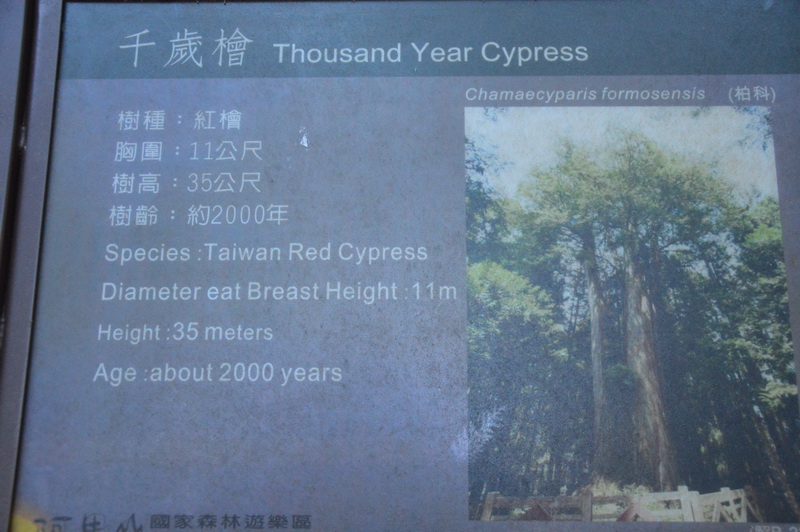 千歲檜 Thousand Year Cypress
Chamaecyparis formosensis (柏科)
樹種：紅檜
胸圍：11公尺
樹高：35公尺
樹齡：約2000年
Species :Taiwan Red Cypress
Diameter eat Breast Height :11m
Height :35 meters
Age :about 2000 years
國家森林遊樂區